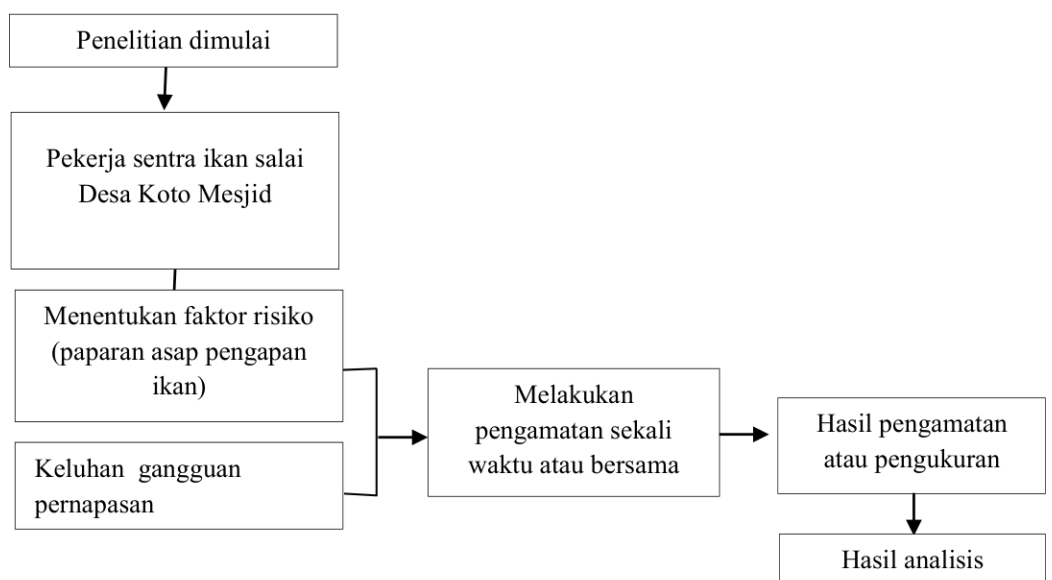 Penelitian dimulai
Pekerja sentra ikan salai
Desa Koto Mesjid
Menentukan faktor risiko
(paparan asap pengapan
ikan)
Keluhan gangguan
pernapasan
Melakukan
pengamatan sekali
waktu atau bersama
Hasil pengamatan
atau pengukuran
Hasil analisis